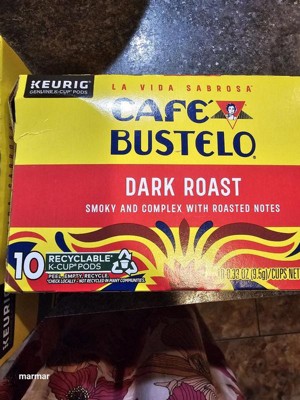 KEURIG
GENUINE K-CUP® PODS
LA VIDA SABROSA®
CAFÉ
BUSTELO®
DARK ROAST
SMOKY AND COMPLEX WITH ROASTED NOTES
10 RECYCLABLE*
K-CUP® PODS
PEEL. EMPTY. RECYCLE.
*CHECK LOCALLY - NOT RECYCLED IN MANY COMMUNITIES
0.33 OZ (9.5g)/CUPS NET
KEURIG
marmar